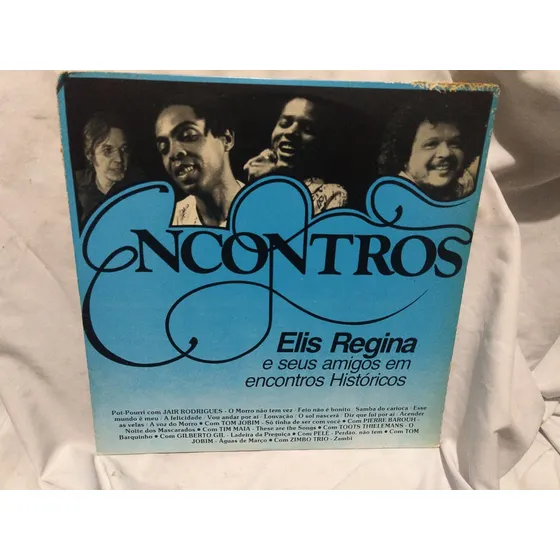 ENCONTROS
Elis Regina
e seus amigos em
encontros Históricos
Pot-Pourri com JAIR RODRIGUES - O Morro não tem vez - Feio não é bonito - Samba do carioca - Esse
mundo é meu - A felicidade - Vou andar por aí - Louvação - O sol nascerá - Diz que fui por aí - Acender
as velas - A voz do Morro • Com TOM JOBIM - Só tinha de ser com você • Com PIERRE BAROUH -
Noite dos Mascarados • Com TIM MAIA - These are the Songs • Com TOOTS THIELEMANS - O
Barquinho • Com GILBERTO GIL - Ladeira da Preguiça • Com PELÉ - Perdão, não tem • Com TOM
JOBIM - Águas de Março • Com ZIMBO TRIO - Zambi